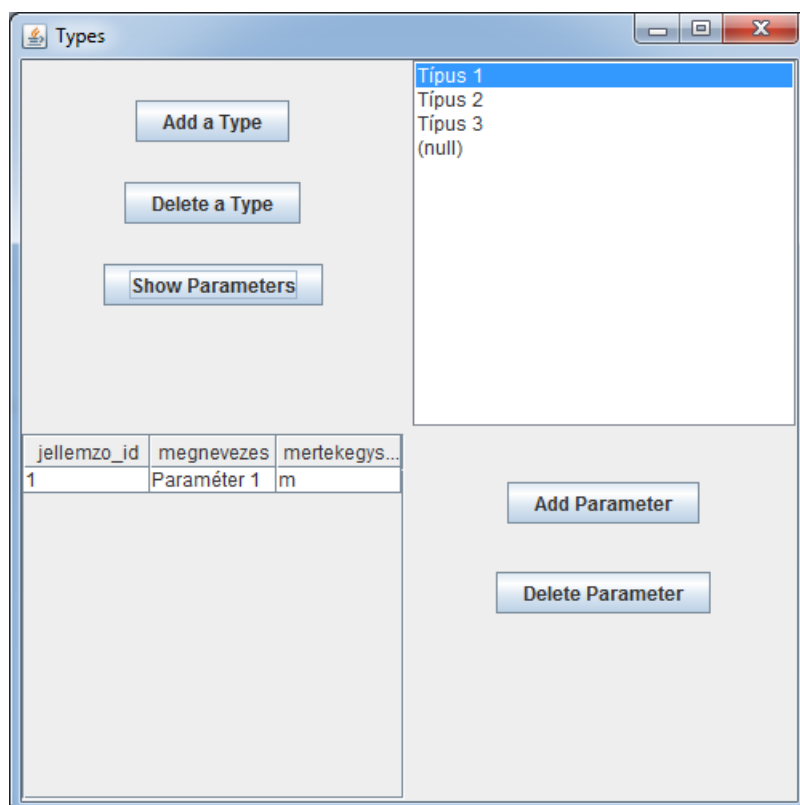 Types
Add a Type
Delete a Type
Show Parameters
Típus 1
Típus 2
Típus 3
(null)
jellemzo_id megnevezes mertekegys...
1 Paraméter 1 m
Add Parameter
Delete Parameter